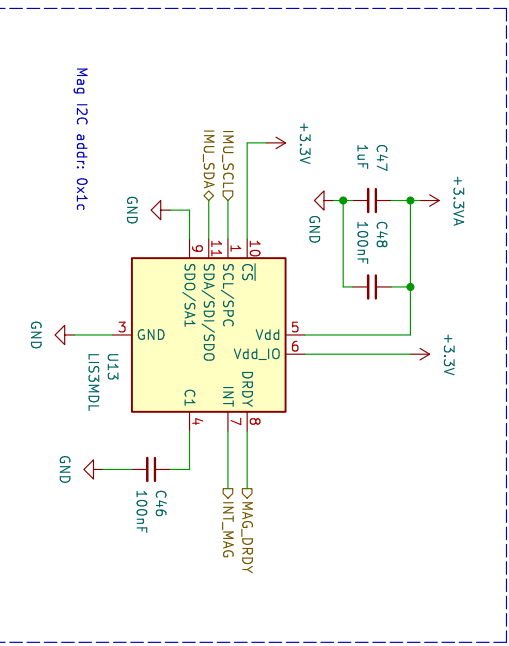 Mag I2C addr: 0x1c
+3.3VA
+3.3V
C47
1uF
C48
100nF
GND
+3.3V
IMU_SCL
IMU_SDA
GND
10
1
11
9
CS
SCL/SPC
SDA/SDI/SDO
SDO/SA1
5
Vdd
6
Vdd_IO
3
GND
GND
U13
LIS3MDL
DRDY
INT
C1
8
7
4
MAG_DRDY
INT_MAG
C46
100nF
GND